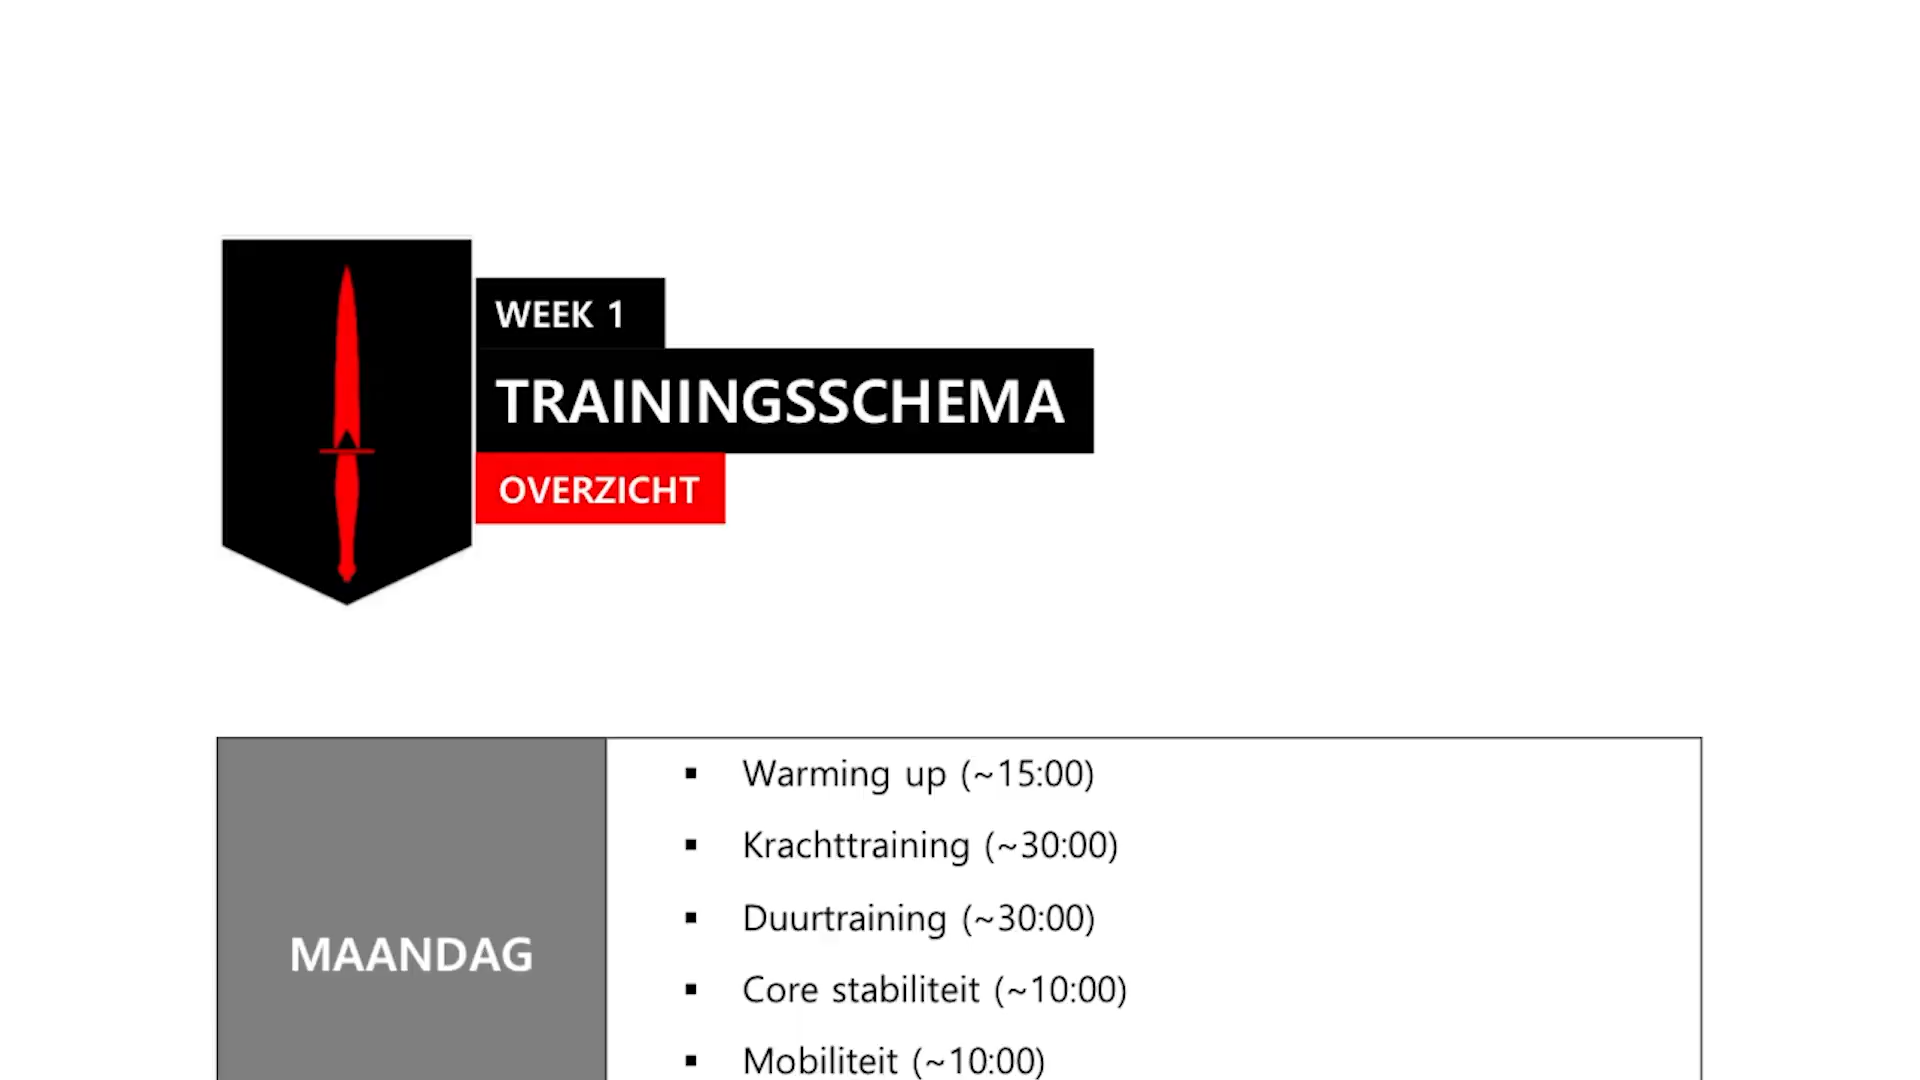 WEEK 1
TRAININGSSCHEMA
OVERZICHT
MAANDAG
▪ Warming up (~15:00)
▪ Krachttraining (~30:00)
▪ Duurtraining (~30:00)
▪ Core stabiliteit (~10:00)
▪ Mobiliteit (~10:00)